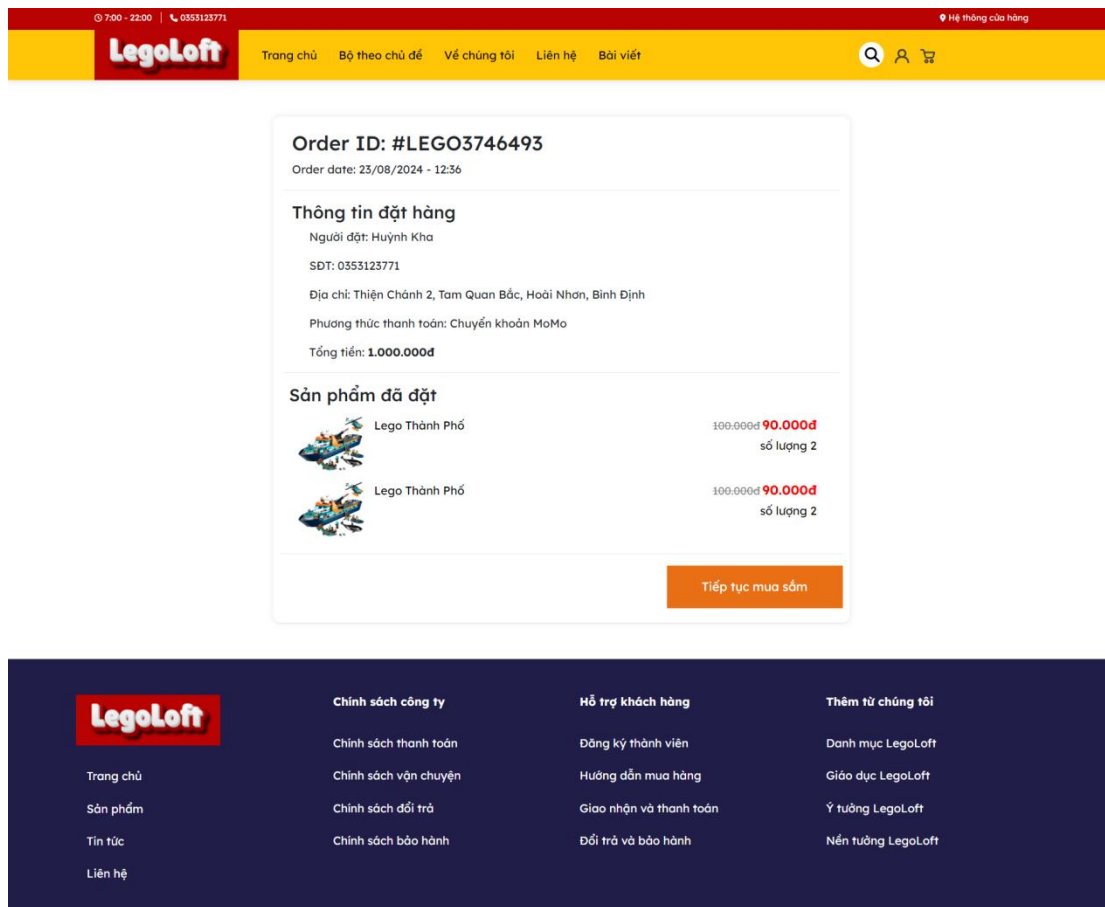 7:00 - 22:00 | 0353123771
Hệ thống cửa hàng
LegoLoft
Trang chủ Bộ theo chủ đề Về chúng tôi Liên hệ Bài viết
Order ID: #LEGO3746493
Order date: 23/08/2024 - 12:36
Thông tin đặt hàng
Người đặt: Huỳnh Kha
SĐT: 0353123771
Địa chỉ: Thiện Chánh 2, Tam Quan Bắc, Hoài Nhơn, Bình Định
Phương thức thanh toán: Chuyển khoản MoMo
Tổng tiền: 1.000.000đ
Sản phẩm đã đặt
Lego Thành Phố 100.000đ 90.000đ
số lượng 2
Lego Thành Phố 100.000đ 90.000đ
số lượng 2
Tiếp tục mua sắm
LegoLoft
Trang chủ
Sản phẩm
Tin tức
Liên hệ
Chính sách công ty
Chính sách thanh toán
Chính sách vận chuyện
Chính sách đổi trả
Chính sách bảo hành
Hỗ trợ khách hàng
Đăng ký thành viên
Hướng dẫn mua hàng
Giao nhận và thanh toán
Đổi trả và bảo hành
Thêm từ chúng tôi
Danh mục LegoLoft
Giáo dục LegoLoft
Ý tưởng LegoLoft
Nền tưởng LegoLoft